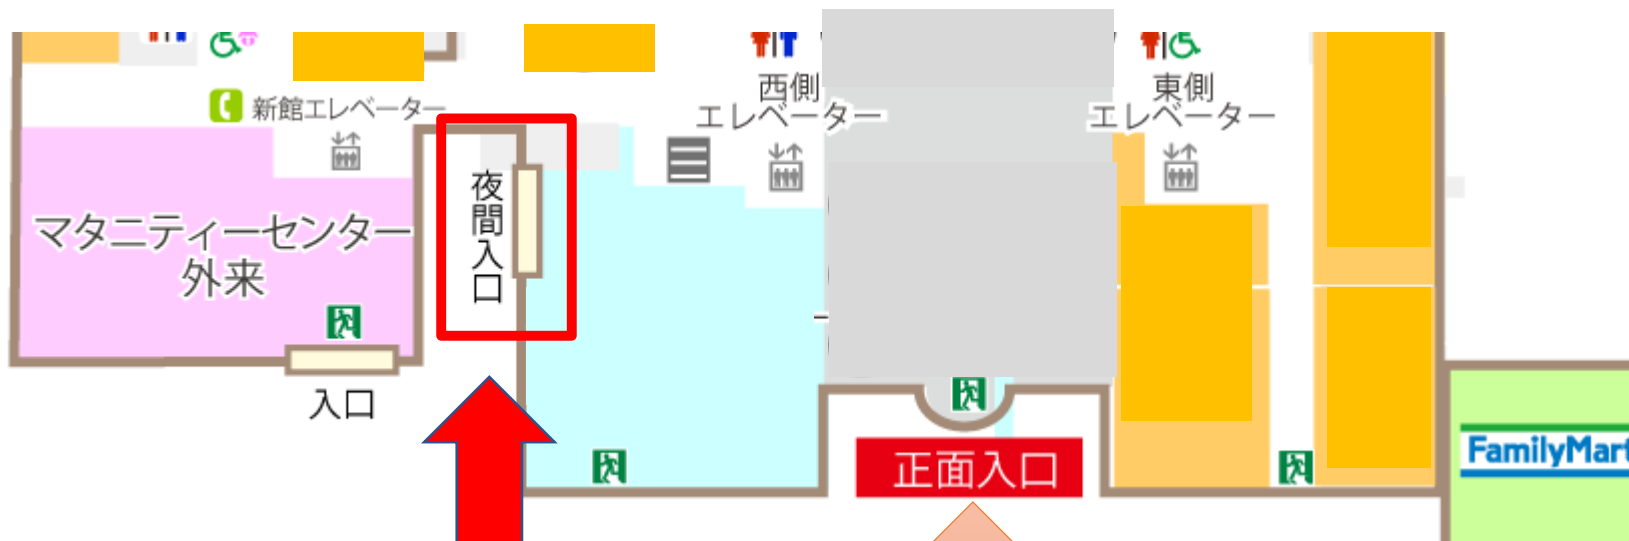 西側
エレベーター
東側
エレベーター
新館エレベーター
マタニティーセンター
外来
夜間入口
入口
正面入口
FamilyMart